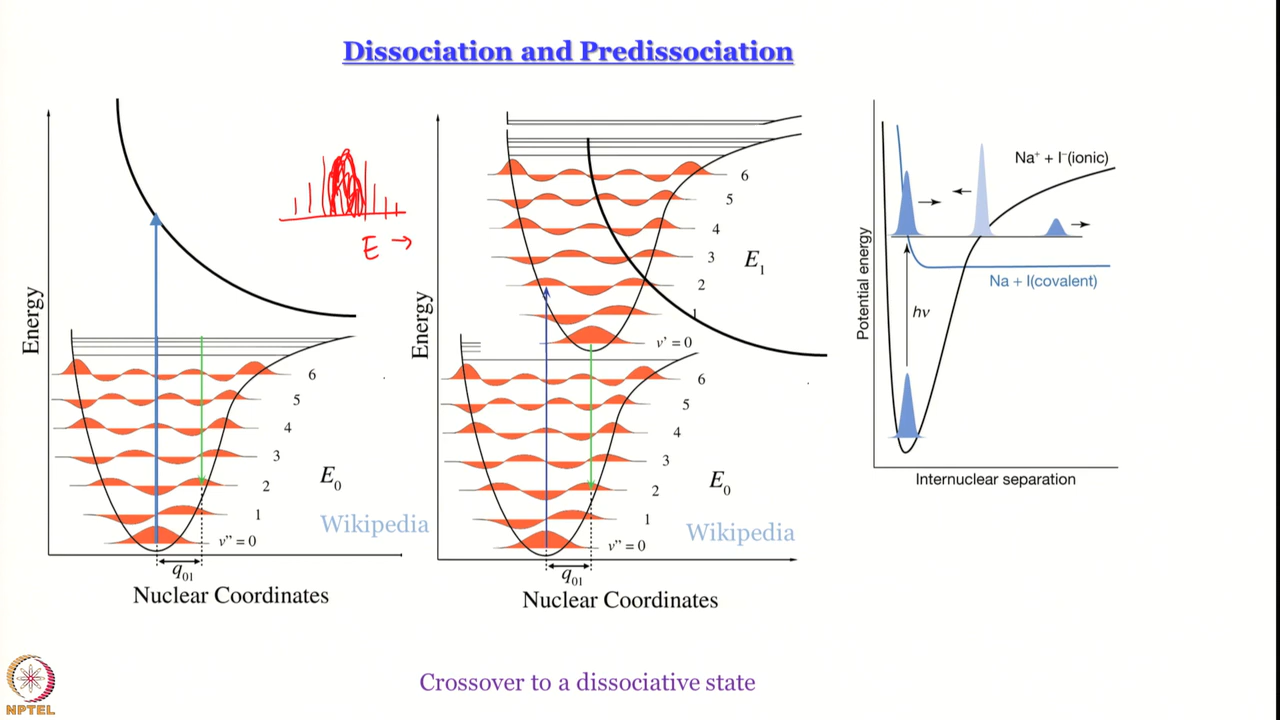 Dissociation and Predissociation
Energy
6
5
4
3
2
1
v" = 0
E₀
Wikipedia
q₀₁
Nuclear Coordinates
E →
Energy
6
5
4
3
2
1
v' = 0
E₁
6
5
4
3
2
1
v" = 0
E₀
Wikipedia
q₀₁
Nuclear Coordinates
Potential energy
Na⁺ + I⁻(ionic)
Na + I(covalent)
hν
Internuclear separation
Crossover to a dissociative state
NPTEL